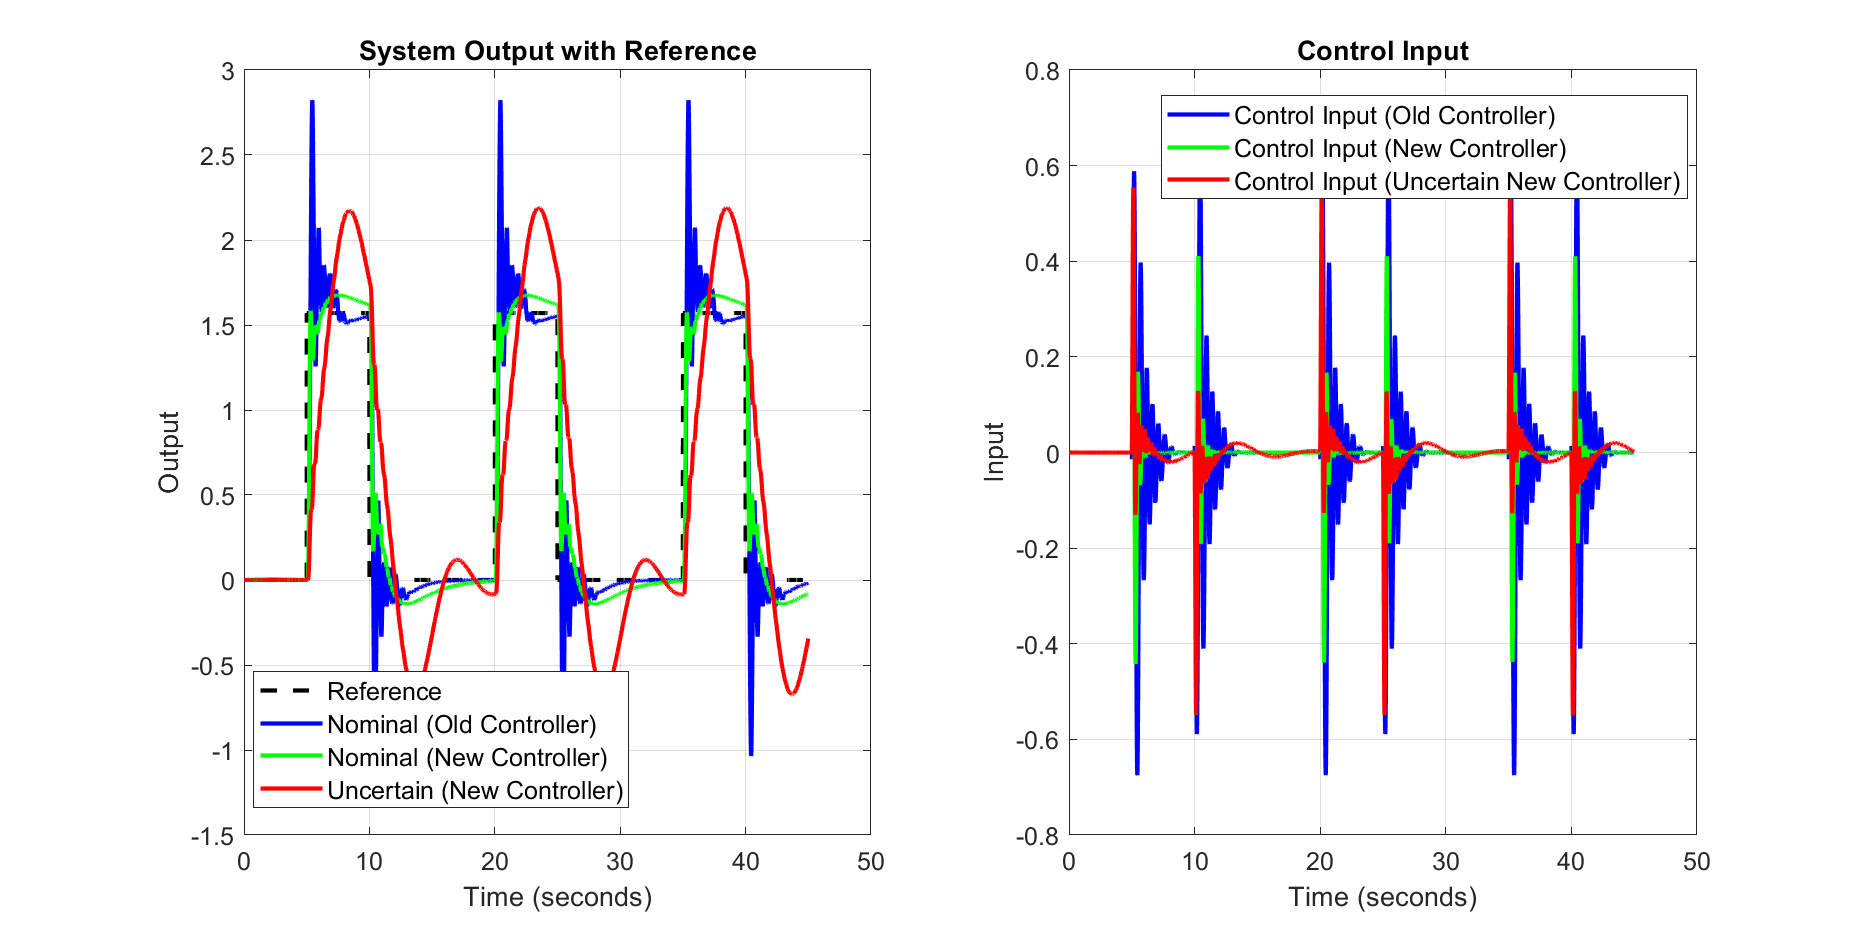 System Output with Reference
3
2.5
2
1.5
1
0.5
0
-0.5
-1
-1.5
Output
Reference
Nominal (Old Controller)
Nominal (New Controller)
Uncertain (New Controller)
0
10
20
30
40
50
Time (seconds)
Control Input
0.8
0.6
0.4
0.2
0
-0.2
-0.4
-0.6
-0.8
Input
Control Input (Old Controller)
Control Input (New Controller)
Control Input (Uncertain New Controller)
0
10
20
30
40
50
Time (seconds)